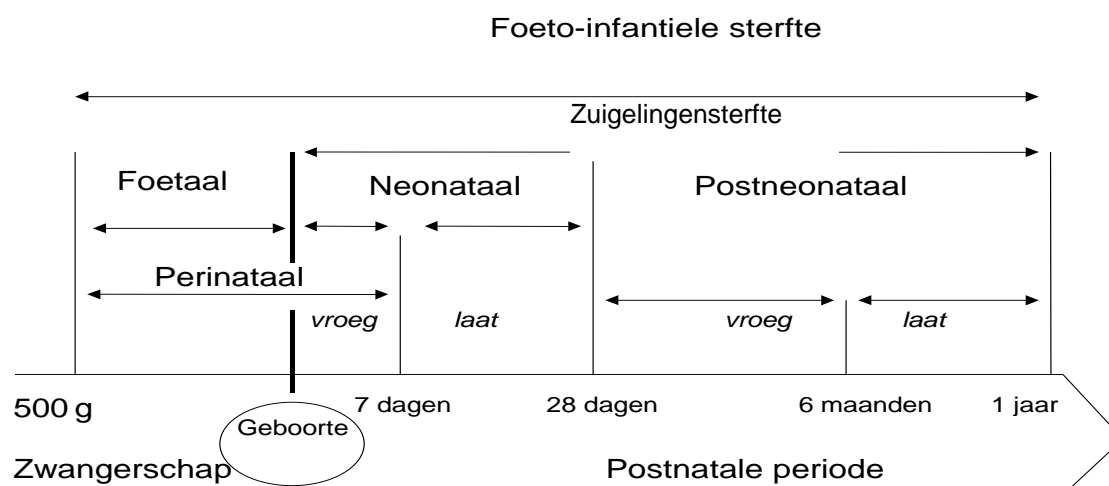 Foeto-infantiele sterfte
Zuigelingensterfte
Foetaal
Neonataal
Postneonataal
Perinataal
vroeg
laat
vroeg
laat
500 g
7 dagen
28 dagen
6 maanden
1 jaar
Geboorte
Zwangerschap
Postnatale periode